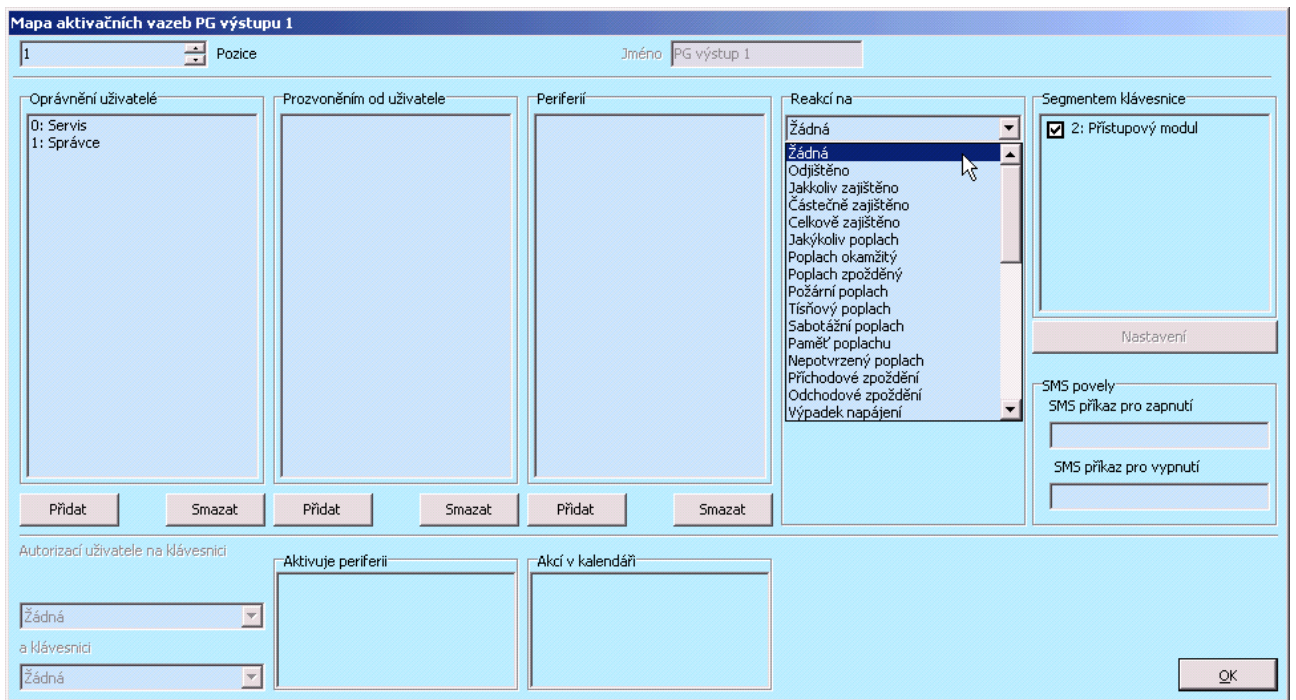 Mapa aktivačních vazeb PG výstupu 1
1
Pozice
Jméno
PG výstup 1
Oprávnění uživatelé
0: Servis
1: Správce
Přidat
Smazat
Prozvoněním od uživatele
Přidat
Smazat
Periferií
Přidat
Smazat
Reakcí na
Žádná
Žádná
Odjištěno
Jakkoliv zajištěno
Částečně zajištěno
Celkově zajištěno
Jakýkoliv poplach
Poplach okamžitý
Poplach zpožděný
Požární poplach
Tísňový poplach
Sabotážní poplach
Paměť poplachu
Nepotvrzený poplach
Příchodové zpoždění
Odchodové zpoždění
Výpadek napájení
Segmentem klávesnice
2: Přístupový modul
Nastavení
SMS povely
SMS příkaz pro zapnutí
SMS příkaz pro vypnutí
Autorizací uživatele na klávesnici
Žádná
a klávesnici
Žádná
Aktivuje periferii
Akcí v kalendáři
OK